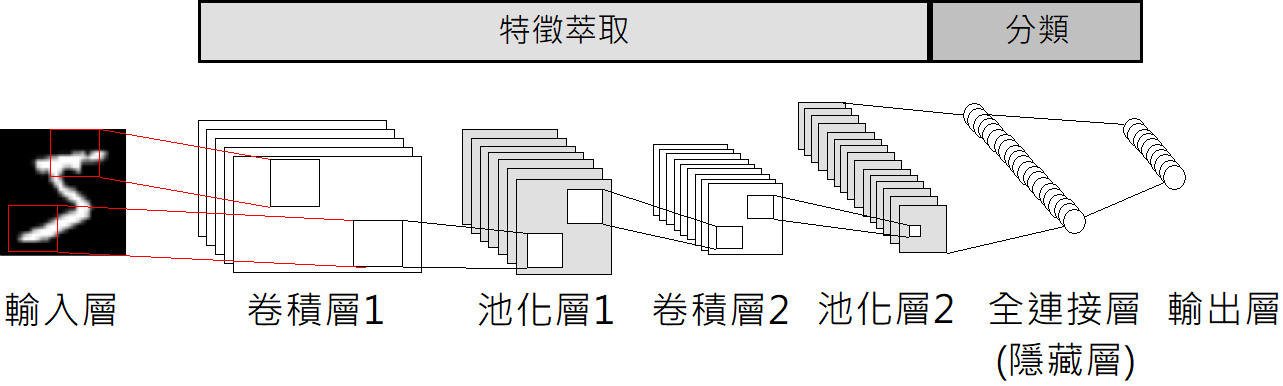 特徵萃取
分類
輸入層
卷積層1
池化層1
卷積層2
池化層2
全連接層
(隱藏層)
輸出層